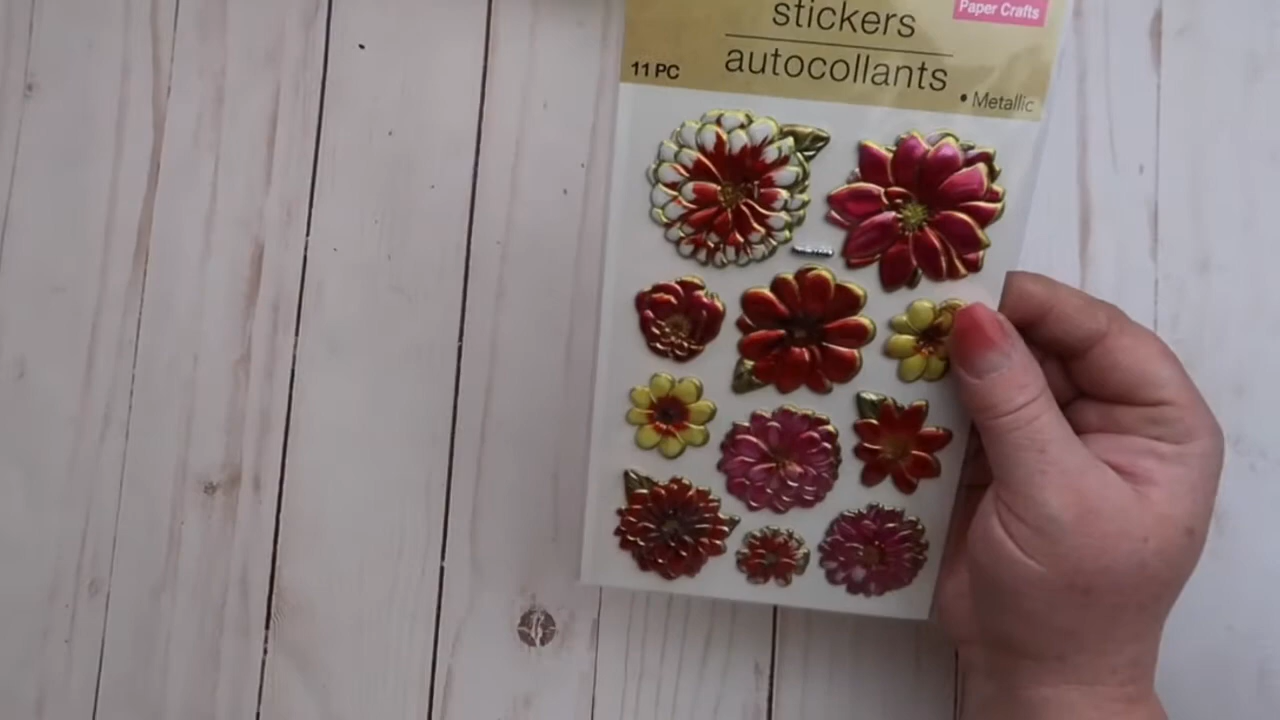 Paper Crafts
stickers
autocollants
11 PC
• Metallic